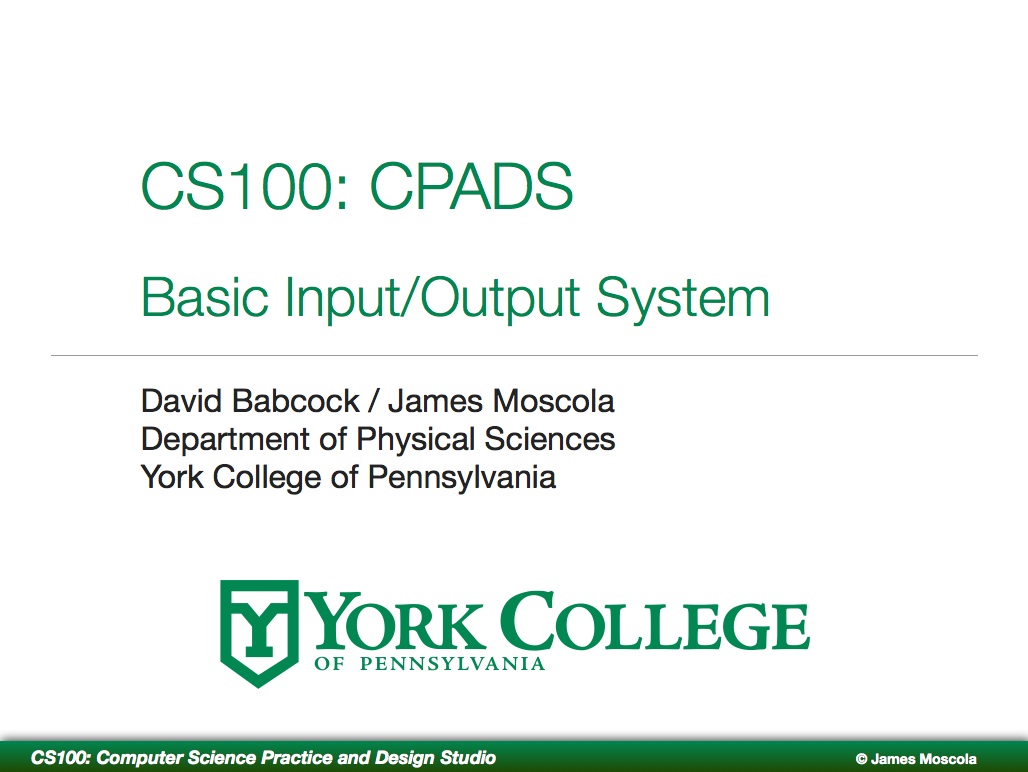 CS100: CPADS
Basic Input/Output System
David Babcock / James Moscola
Department of Physical Sciences
York College of Pennsylvania
Y YORK COLLEGE
OF PENNSYLVANIA
CS100: Computer Science Practice and Design Studio
© James Moscola